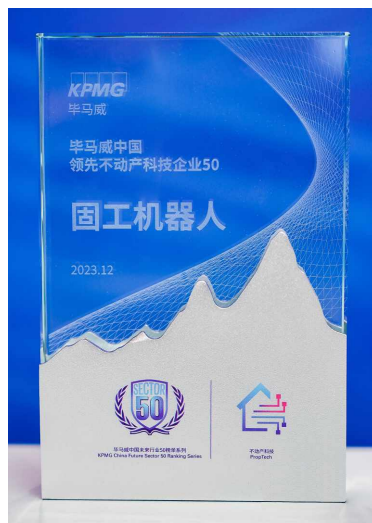 KPMG
毕马威
毕马威中国
领先不动产科技企业50
固工机器人
2023.12
SECTOR
50
毕马威中国未来行业50榜单系列
KPMG China Future Sector 50 Ranking Series
不动产科技
PropTech